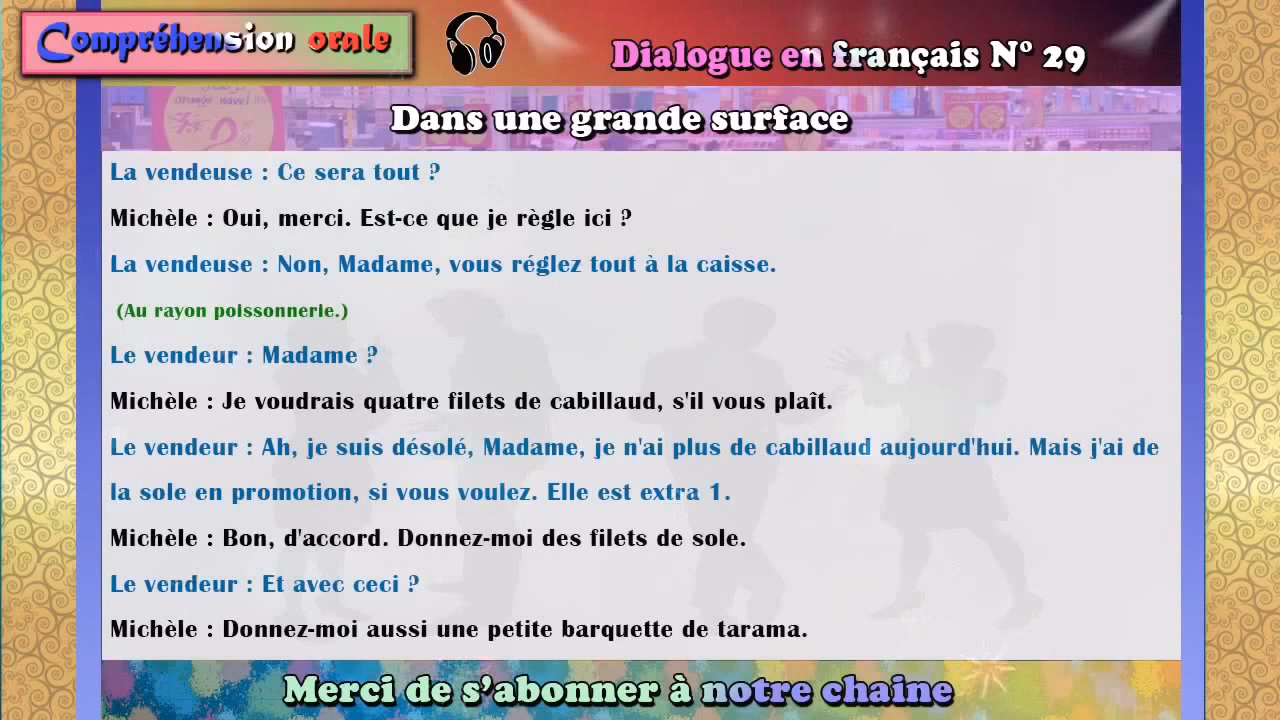 Compréhension orale
Dialogue en français N° 29
Dans une grande surface
La vendeuse : Ce sera tout ?
Michèle : Oui, merci. Est-ce que je règle ici ?
La vendeuse : Non, Madame, vous réglez tout à la caisse.
(Au rayon poissonnerie.)
Le vendeur : Madame ?
Michèle : Je voudrais quatre filets de cabillaud, s'il vous plaît.
Le vendeur : Ah, je suis désolé, Madame, je n'ai plus de cabillaud aujourd'hui. Mais j'ai de
la sole en promotion, si vous voulez. Elle est extra 1.
Michèle : Bon, d'accord. Donnez-moi des filets de sole.
Le vendeur : Et avec ceci ?
Michèle : Donnez-moi aussi une petite barquette de tarama.
Merci de s’abonner à notre chaine